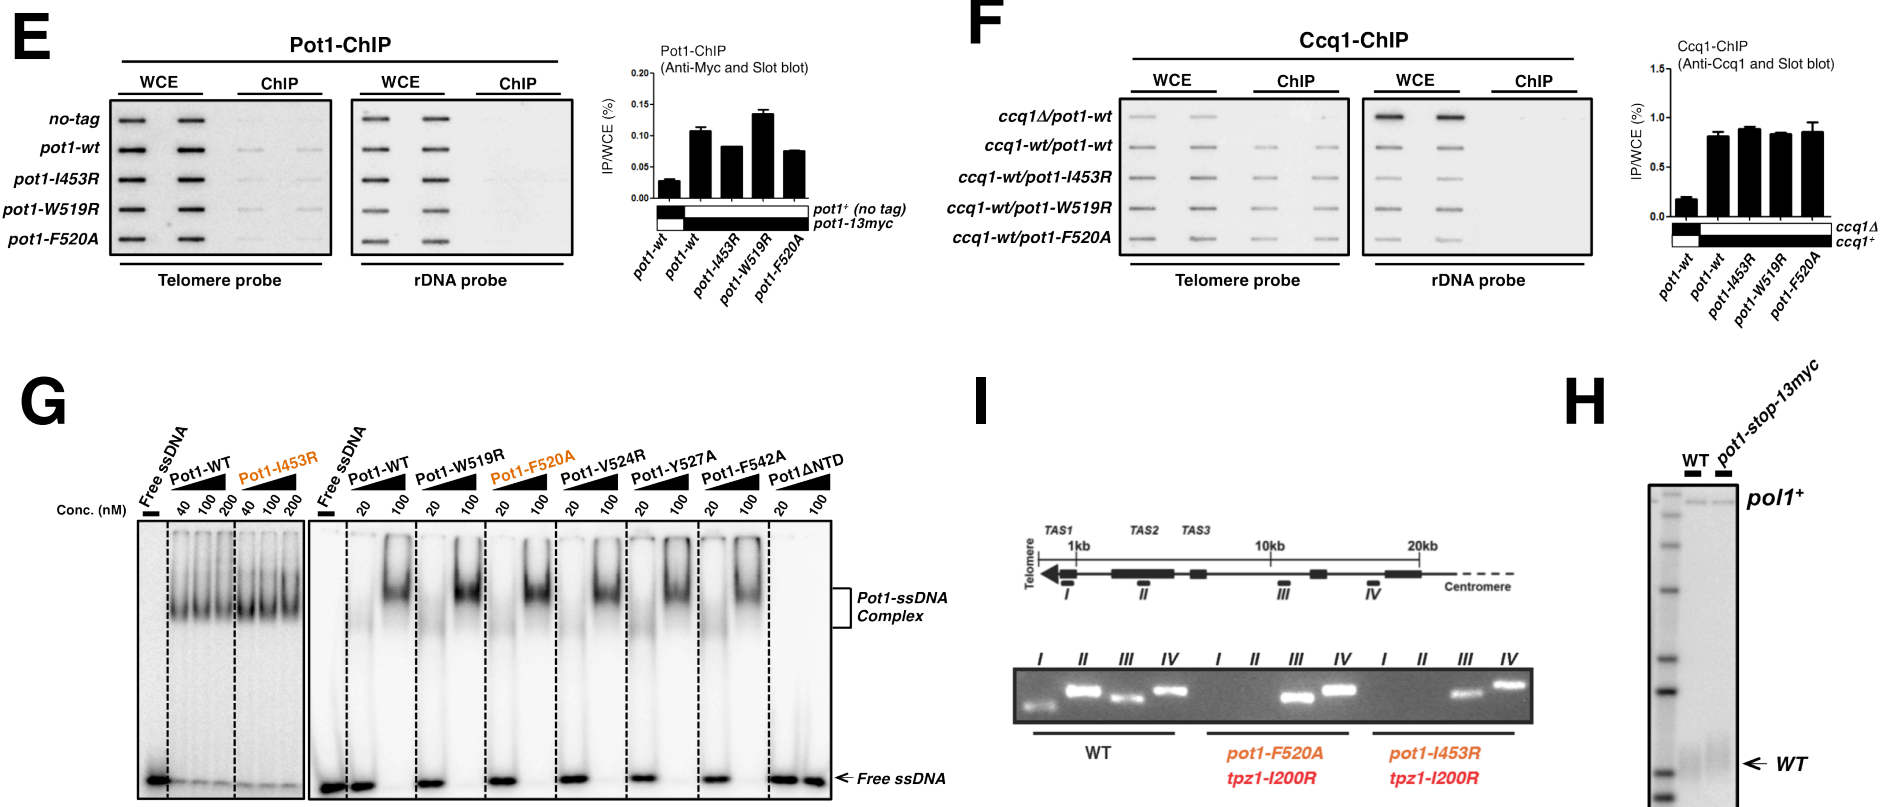 E
Pot1-ChIP
WCE
ChIP
WCE
ChIP
no-tag
pot1-wt
pot1-I453R
pot1-W519R
pot1-F520A
Telomere probe
rDNA probe
Pot1-ChIP
(Anti-Myc and Slot blot)
IP/WCE (%)
0.20
0.15
0.10
0.05
0.00
pot1+ (no tag)
pot1-13myc
pot1-wt
pot1-wt
pot1-I453R
pot1-W519R
pot1-F520A
F
Ccq1-ChIP
WCE
ChIP
WCE
ChIP
ccq1Δ/pot1-wt
ccq1-wt/pot1-wt
ccq1-wt/pot1-I453R
ccq1-wt/pot1-W519R
ccq1-wt/pot1-F520A
Telomere probe
rDNA probe
Ccq1-ChIP
(Anti-Ccq1 and Slot blot)
IP/WCE (%)
1.5
1.0
0.5
0.0
ccq1Δ
ccq1+
pot1-wt
pot1-wt
pot1-I453R
pot1-W519R
pot1-F520A
G
Free ssDNA
Pot1-WT
Pot1-I453R
Free ssDNA
Pot1-WT
Pot1-W519R
Pot1-F520A
Pot1-V524R
Pot1-Y527A
Pot1-F542A
Pot1ΔNTD
Conc. (nM)
40 100 200 40 100 200
20 100 20 100 20 100 20 100 20 100 20 100 20 100
Pot1-ssDNA
Complex
Free ssDNA
I
TAS1 TAS2 TAS3
1kb 10kb 20kb
Telomere
Centromere
I II III IV
I II III IV I II III IV I II III IV
WT
pot1-F520A
tpz1-I200R
pot1-I453R
tpz1-I200R
H
WT
pot1-stop-13myc
pol1+
WT